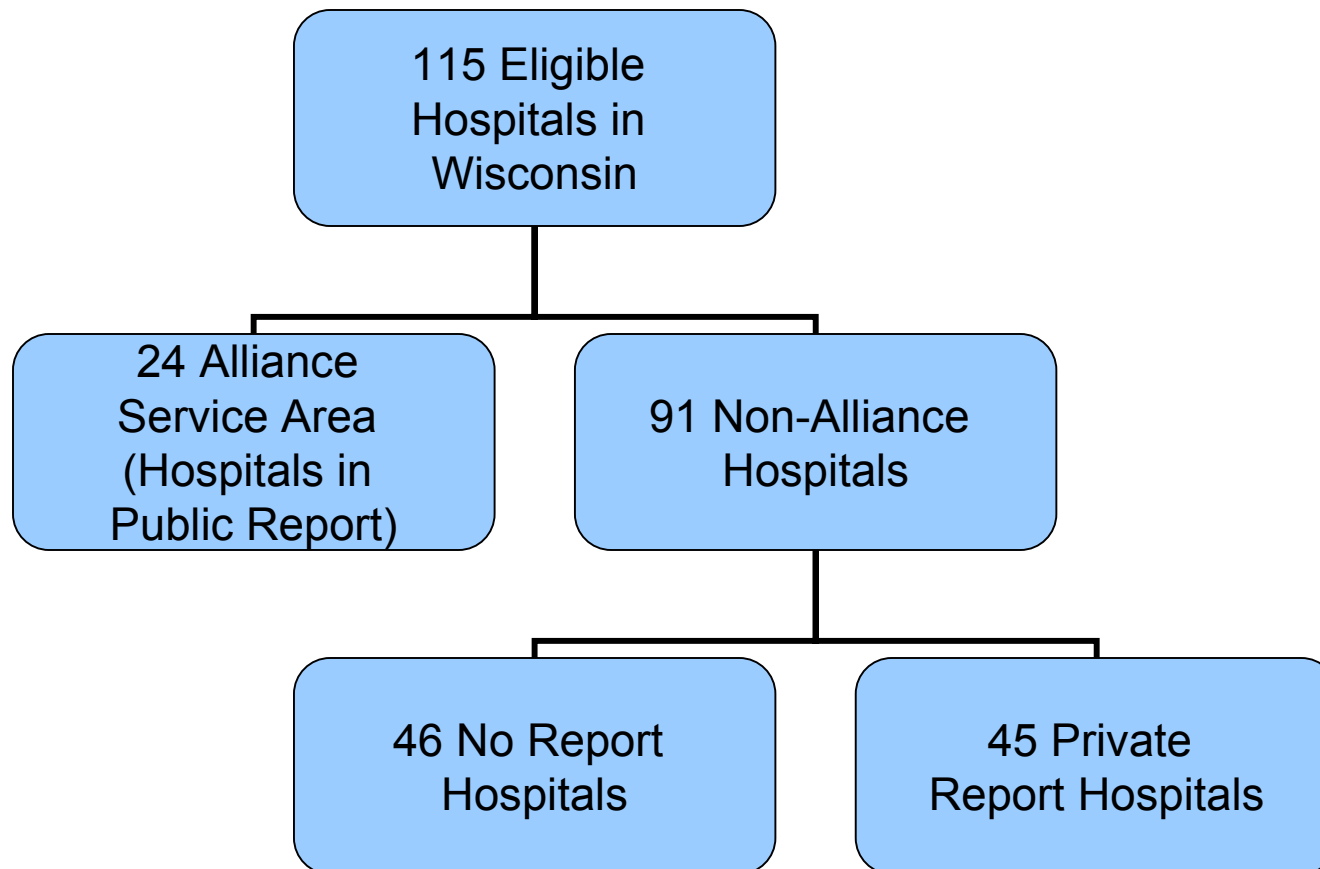 115 Eligible
Hospitals in
Wisconsin
24 Alliance
Service Area
(Hospitals in
Public Report)
91 Non-Alliance
Hospitals
46 No Report
Hospitals
45 Private
Report Hospitals